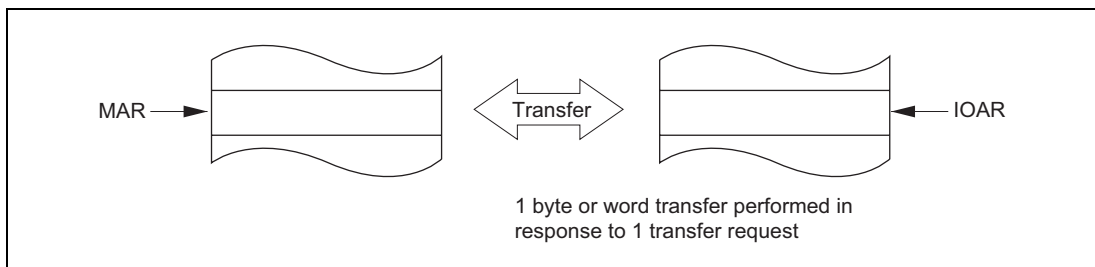 MAR
Transfer
IOAR
1 byte or word transfer performed in
response to 1 transfer request